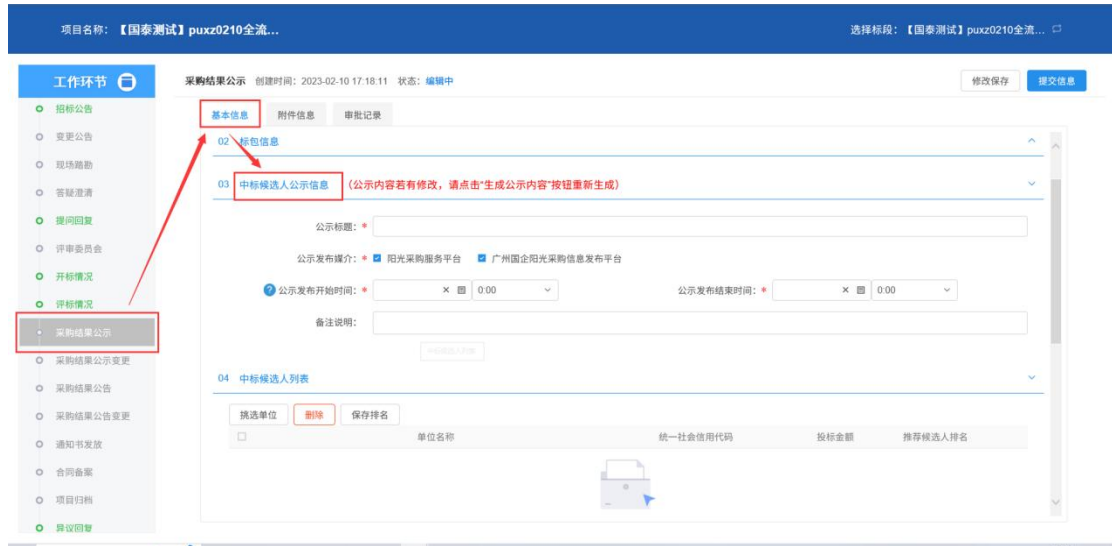 项目名称：【国泰测试】puxz0210全流...
选择标段：【国泰测试】puxz0210全流...
工作环节
招标公告
变更公告
现场踏勘
答疑澄清
提问回复
评审委员会
开标情况
评标情况
采购结果公示
采购结果公示变更
采购结果公告
采购结果公告变更
通知书发放
合同备案
项目归档
异议回复
采购结果公示 创建时间：2023-02-10 17:18:11 状态：编辑中
修改保存 提交信息
基本信息 附件信息 审批记录
02 标包信息
03 中标候选人公示信息 （公示内容若有修改，请点击“生成公示内容”按钮重新生成）
公示标题：*
公示发布媒介：* 阳光采购服务平台 广州国企阳光采购信息发布平台
公示发布开始时间：* 0:00 公示发布结束时间：* 0:00
备注说明：
04 中标候选人列表
挑选单位 删除 保存排名
单位名称 统一社会信用代码 投标金额 推荐候选人排名